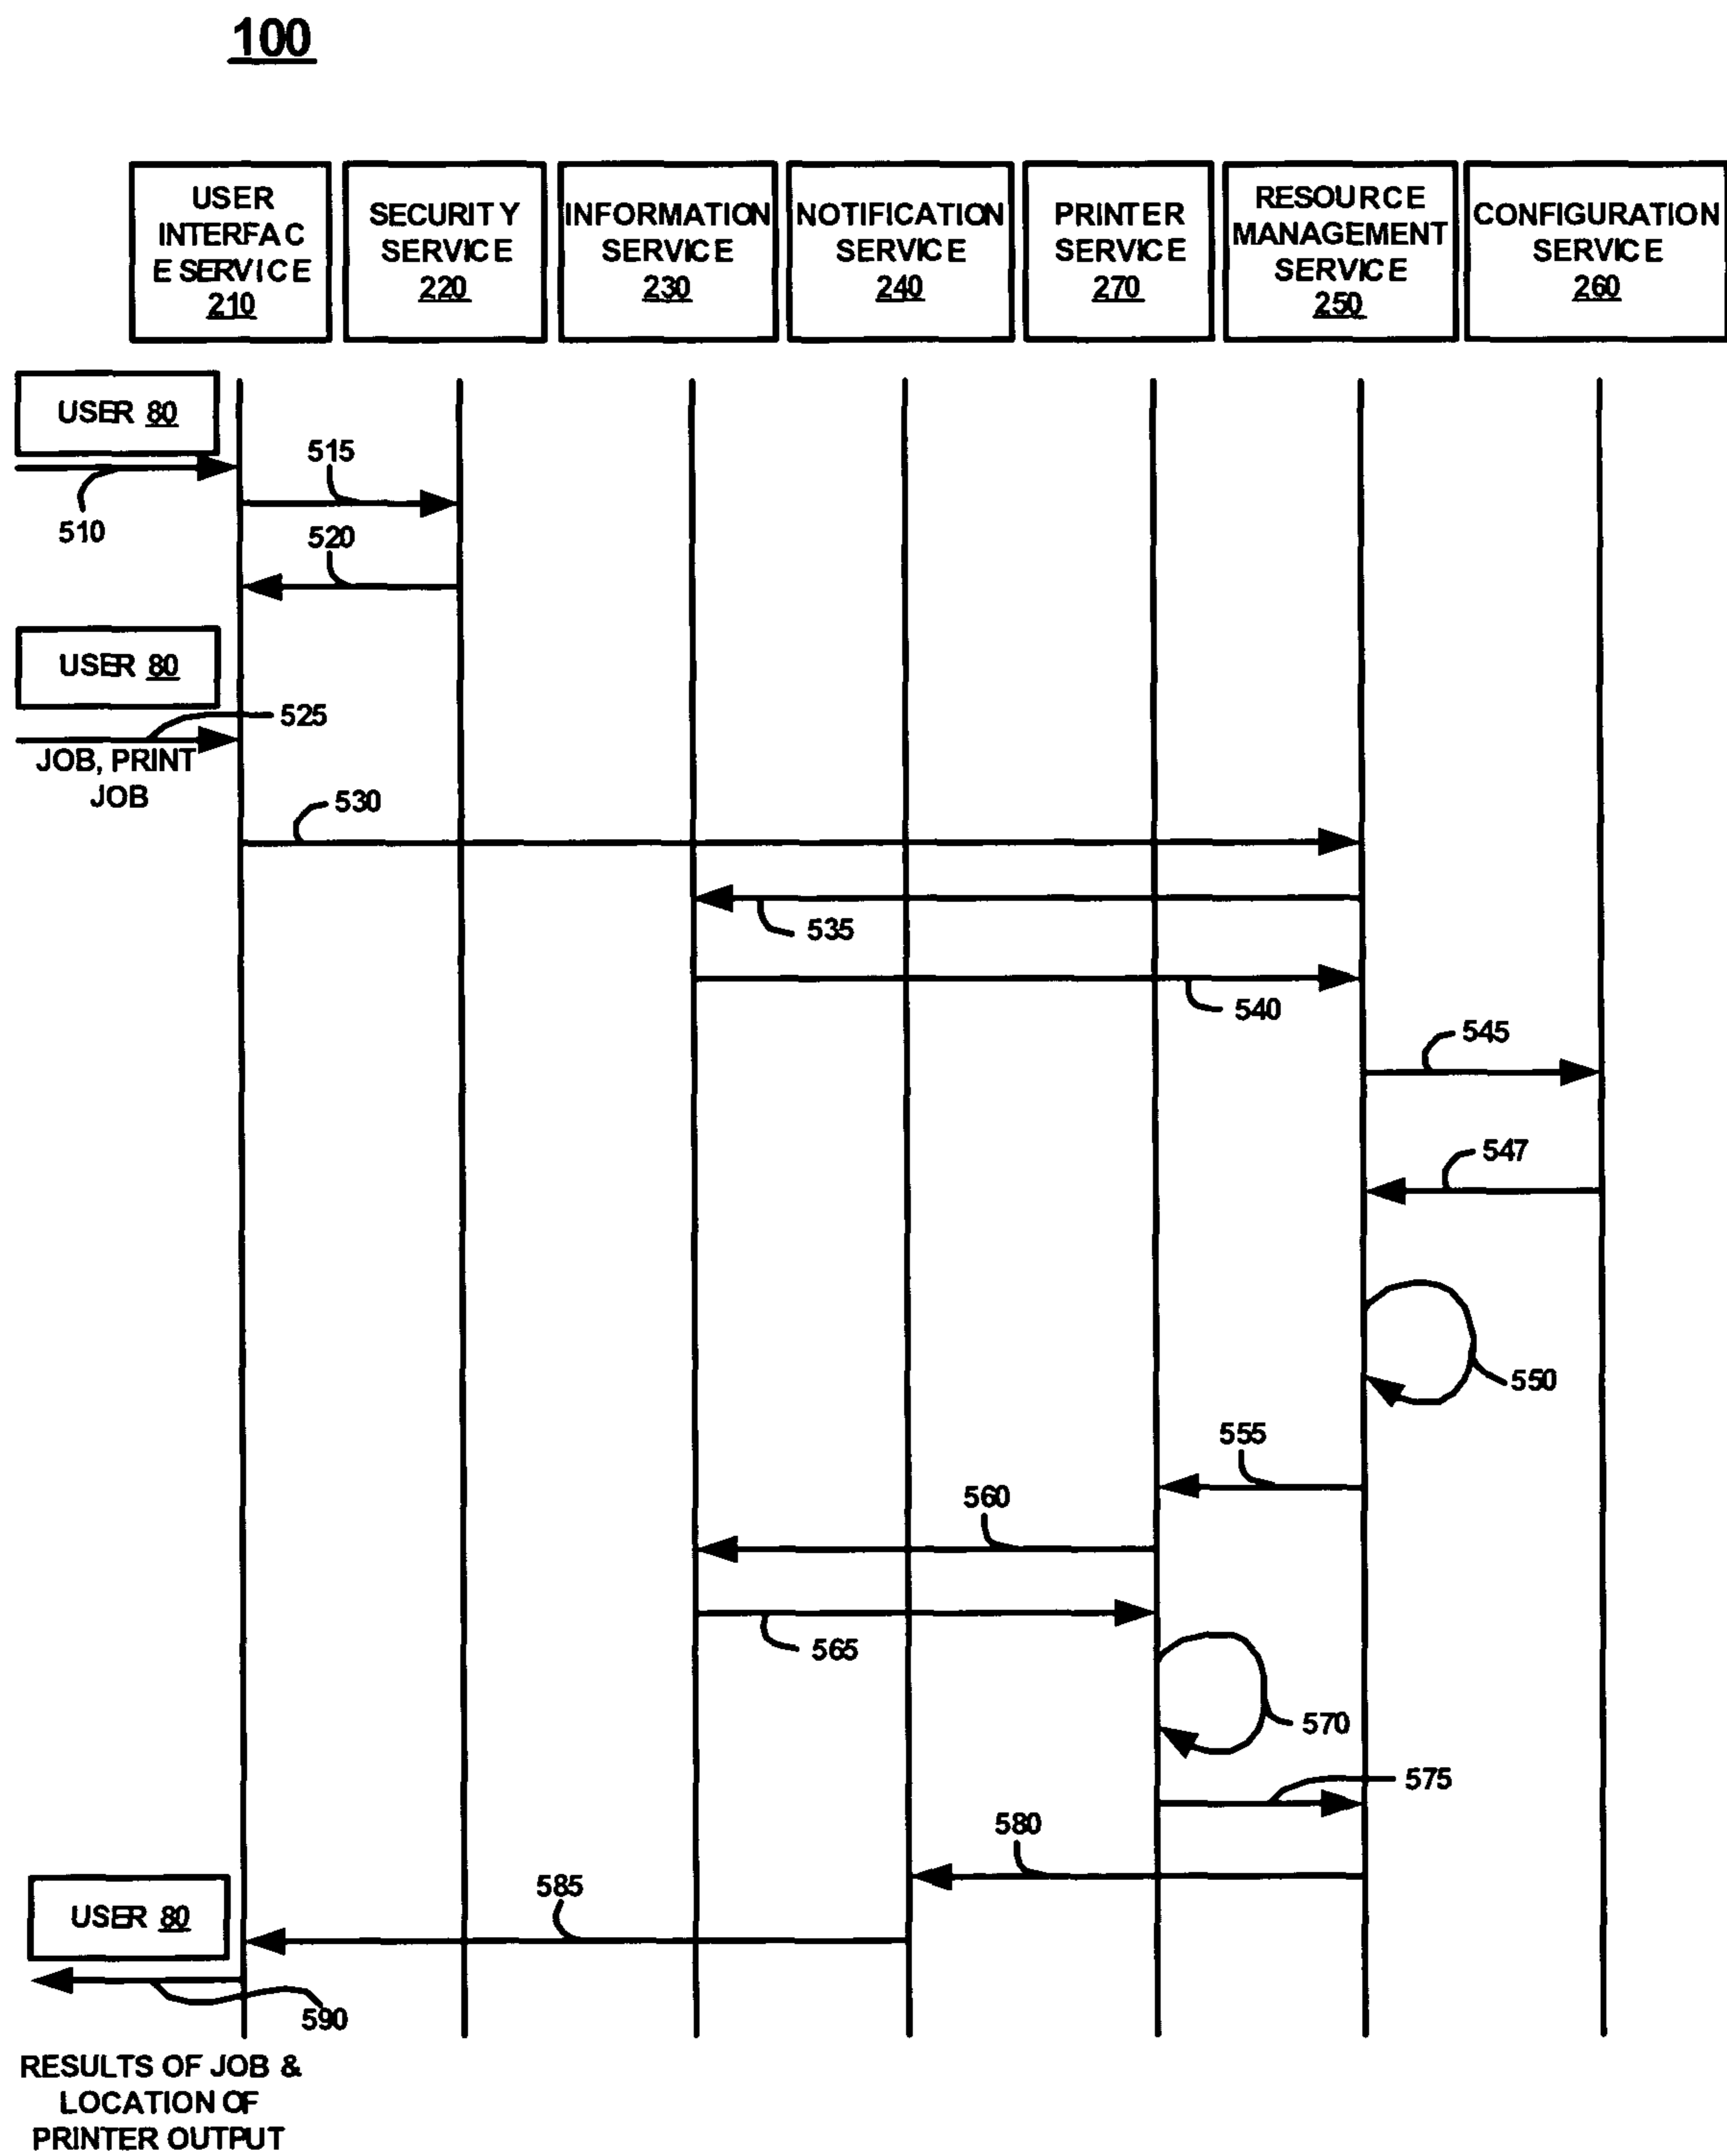 100
USER
INTERFAC
E SERVICE
210
SECURITY
SERVICE
220
INFORMATION
SERVICE
230
NOTIFICATION
SERVICE
240
PRINTER
SERVICE
270
RESOURCE
MANAGEMENT
SERVICE
250
CONFIGURATION
SERVICE
260
USER 80
510
515
520
USER 80
525
JOB, PRINT
JOB
530
535
540
545
547
550
555
560
565
570
575
580
585
USER 80
590
RESULTS OF JOB &
LOCATION OF
PRINTER OUTPUT